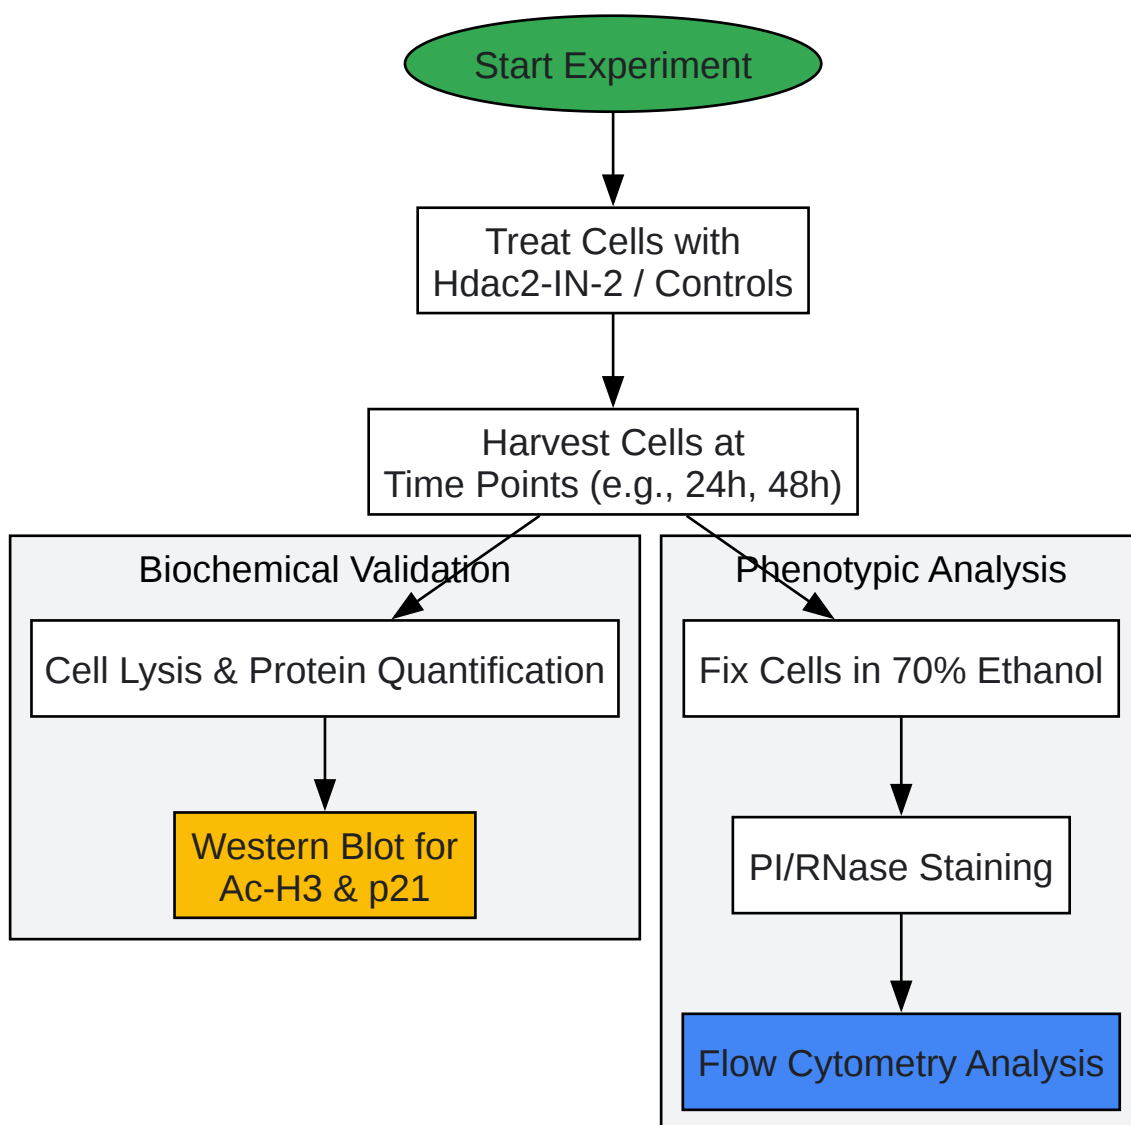 Start Experiment
Treat Cells with
Hdac2-IN-2 / Controls
Harvest Cells at
Time Points (e.g., 24h, 48h)
Biochemical Validation
Cell Lysis & Protein Quantification
Western Blot for
Ac-H3 & p21
Phenotypic Analysis
Fix Cells in 70% Ethanol
PI/RNase Staining
Flow Cytometry Analysis